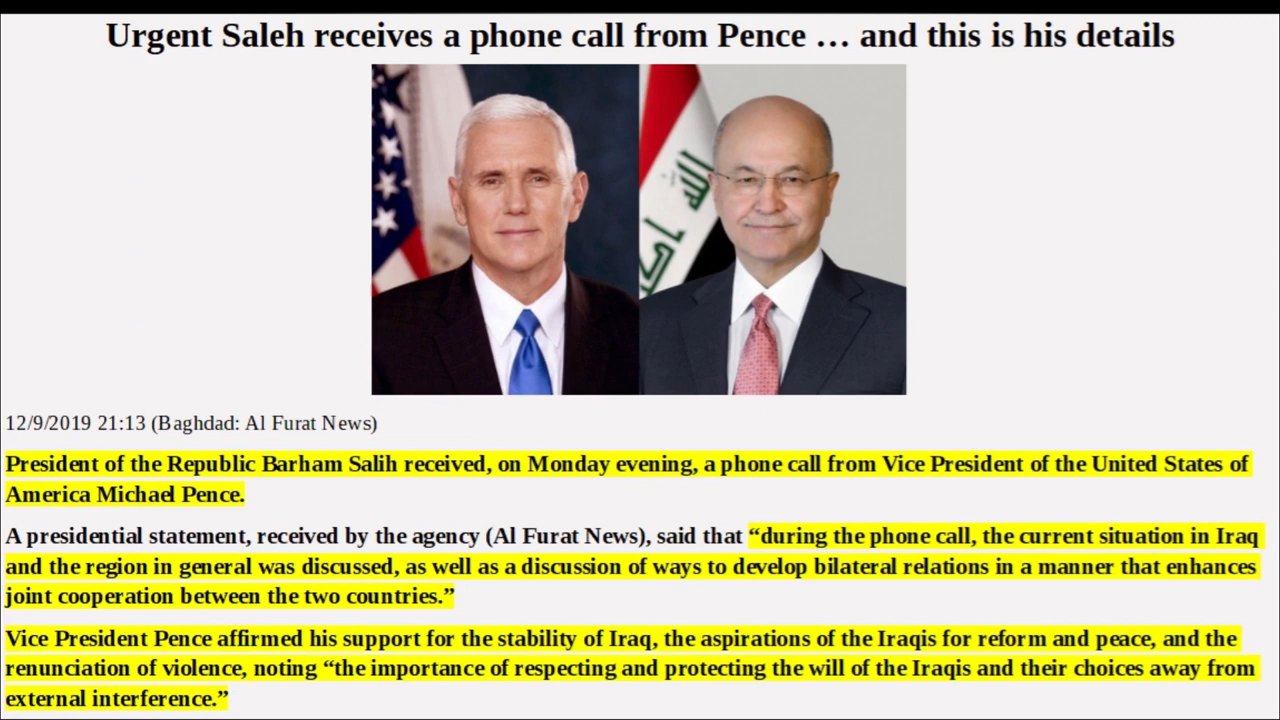 Urgent Saleh receives a phone call from Pence … and this is his details
الله اكبر
12/9/2019 21:13 (Baghdad: Al Furat News)
President of the Republic Barham Salih received, on Monday evening, a phone call from Vice President of the United States of
America Michael Pence.
A presidential statement, received by the agency (Al Furat News), said that “during the phone call, the current situation in Iraq
and the region in general was discussed, as well as a discussion of ways to develop bilateral relations in a manner that enhances
joint cooperation between the two countries.”
Vice President Pence affirmed his support for the stability of Iraq, the aspirations of the Iraqis for reform and peace, and the
renunciation of violence, noting “the importance of respecting and protecting the will of the Iraqis and their choices away from
external interference.”